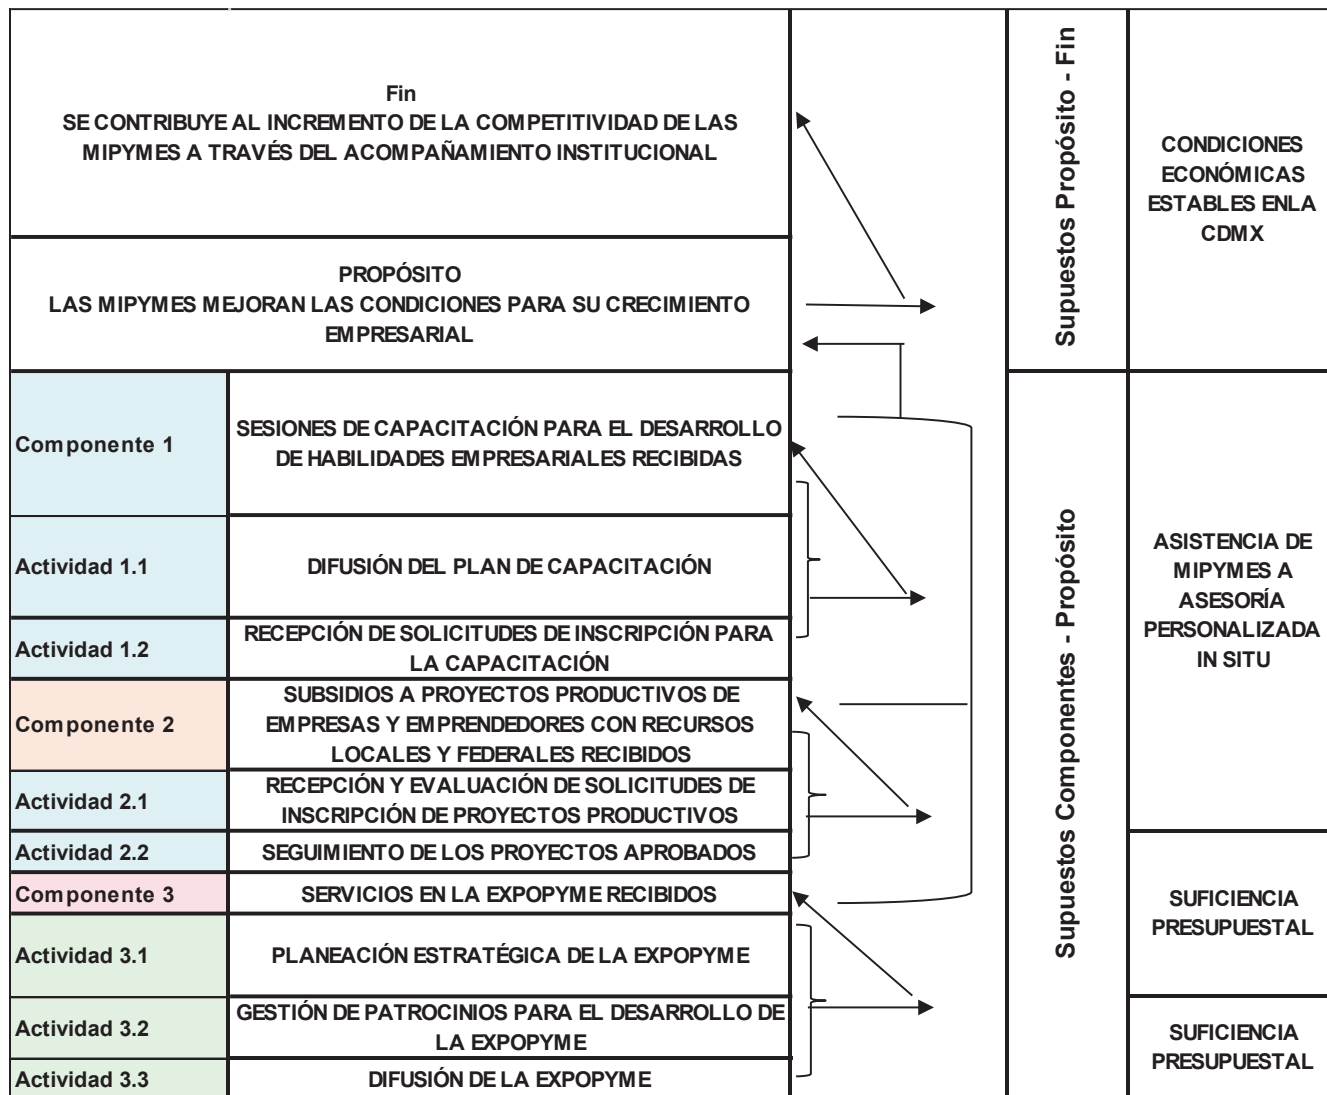 Fin
SE CONTRIBUYE AL INCREMENTO DE LA COMPETITIVIDAD DE LAS
MIPYMES A TRAVÉS DEL ACOMPAÑAMIENTO INSTITUCIONAL
Supuestos Propósito - Fin
CONDICIONES
ECONÓMICAS
ESTABLES ENLA
CDMX
PROPÓSITO
LAS MIPYMES MEJORAN LAS CONDICIONES PARA SU CRECIMIENTO
EMPRESARIAL
Componente 1
SESIONES DE CAPACITACIÓN PARA EL DESARROLLO
DE HABILIDADES EMPRESARIALES RECIBIDAS
Supuestos Componentes - Propósito
ASISTENCIA DE
MIPYMES A
ASESORÍA
PERSONALIZADA
IN SITU
Actividad 1.1
DIFUSIÓN DEL PLAN DE CAPACITACIÓN
Actividad 1.2
RECEPCIÓN DE SOLICITUDES DE INSCRIPCIÓN PARA
LA CAPACITACIÓN
Componente 2
SUBSIDIOS A PROYECTOS PRODUCTIVOS DE
EMPRESAS Y EMPRENDEDORES CON RECURSOS
LOCALES Y FEDERALES RECIBIDOS
Actividad 2.1
RECEPCIÓN Y EVALUACIÓN DE SOLICITUDES DE
INSCRIPCIÓN DE PROYECTOS PRODUCTIVOS
Actividad 2.2
SEGUIMIENTO DE LOS PROYECTOS APROBADOS
SUFICIENCIA
PRESUPUESTAL
Componente 3
SERVICIOS EN LA EXPOPYME RECIBIDOS
Actividad 3.1
PLANEACIÓN ESTRATÉGICA DE LA EXPOPYME
Actividad 3.2
GESTIÓN DE PATROCINIOS PARA EL DESARROLLO DE
LA EXPOPYME
SUFICIENCIA
PRESUPUESTAL
Actividad 3.3
DIFUSIÓN DE LA EXPOPYME